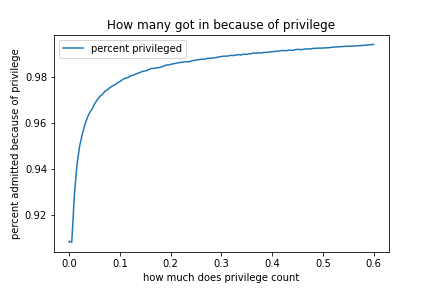 How many got in because of privilege
percent privileged
percent admitted because of privilege
0.98
0.96
0.94
0.92
0.0 0.1 0.2 0.3 0.4 0.5 0.6
how much does privilege count